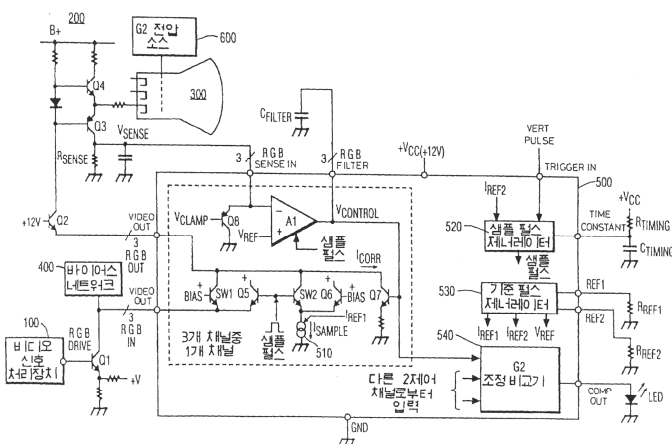 200
B+
G2 전압
소스
600
Q4
Q3
300
VSENSE
RSENSE
CFILTER
3 RGB
SENSE IN
3 RGB
FILTER
+VCC(+12V)
VERT
PULSE
TRIGGER IN
500
+VCC
IREF2
520
샘플 펄스
제너레이터
TIME
CONSTANT
RTIMING
CTIMING
샘플
펄스
+12V
Q2
VIDEO
OUT
3
RGB
OUT
VCLAMP
Q8
VREF
A1
VCONTROL
샘플
펄스
ICORR
400
바이어스
네트워크
VIDEO
OUT
3
RGB
IN
+5
BIAS
SW1
+5
Q5
SW2
+5
Q6
BIAS
Q7
530
기준 펄스
제너레이터
REF1
REF2
RREF1
IREF1
IREF2
VREF
RREF2
100
비디오
신호
처리장치
RGB
DRIVE
Q1
+V
3개 채널중
1개 채널
샘플
펄스
IREF1
ISAMPLE
510
540
G2
조정 비교기
다른 2제어
채널로부터
입력
COMP
OUT
LED
GND